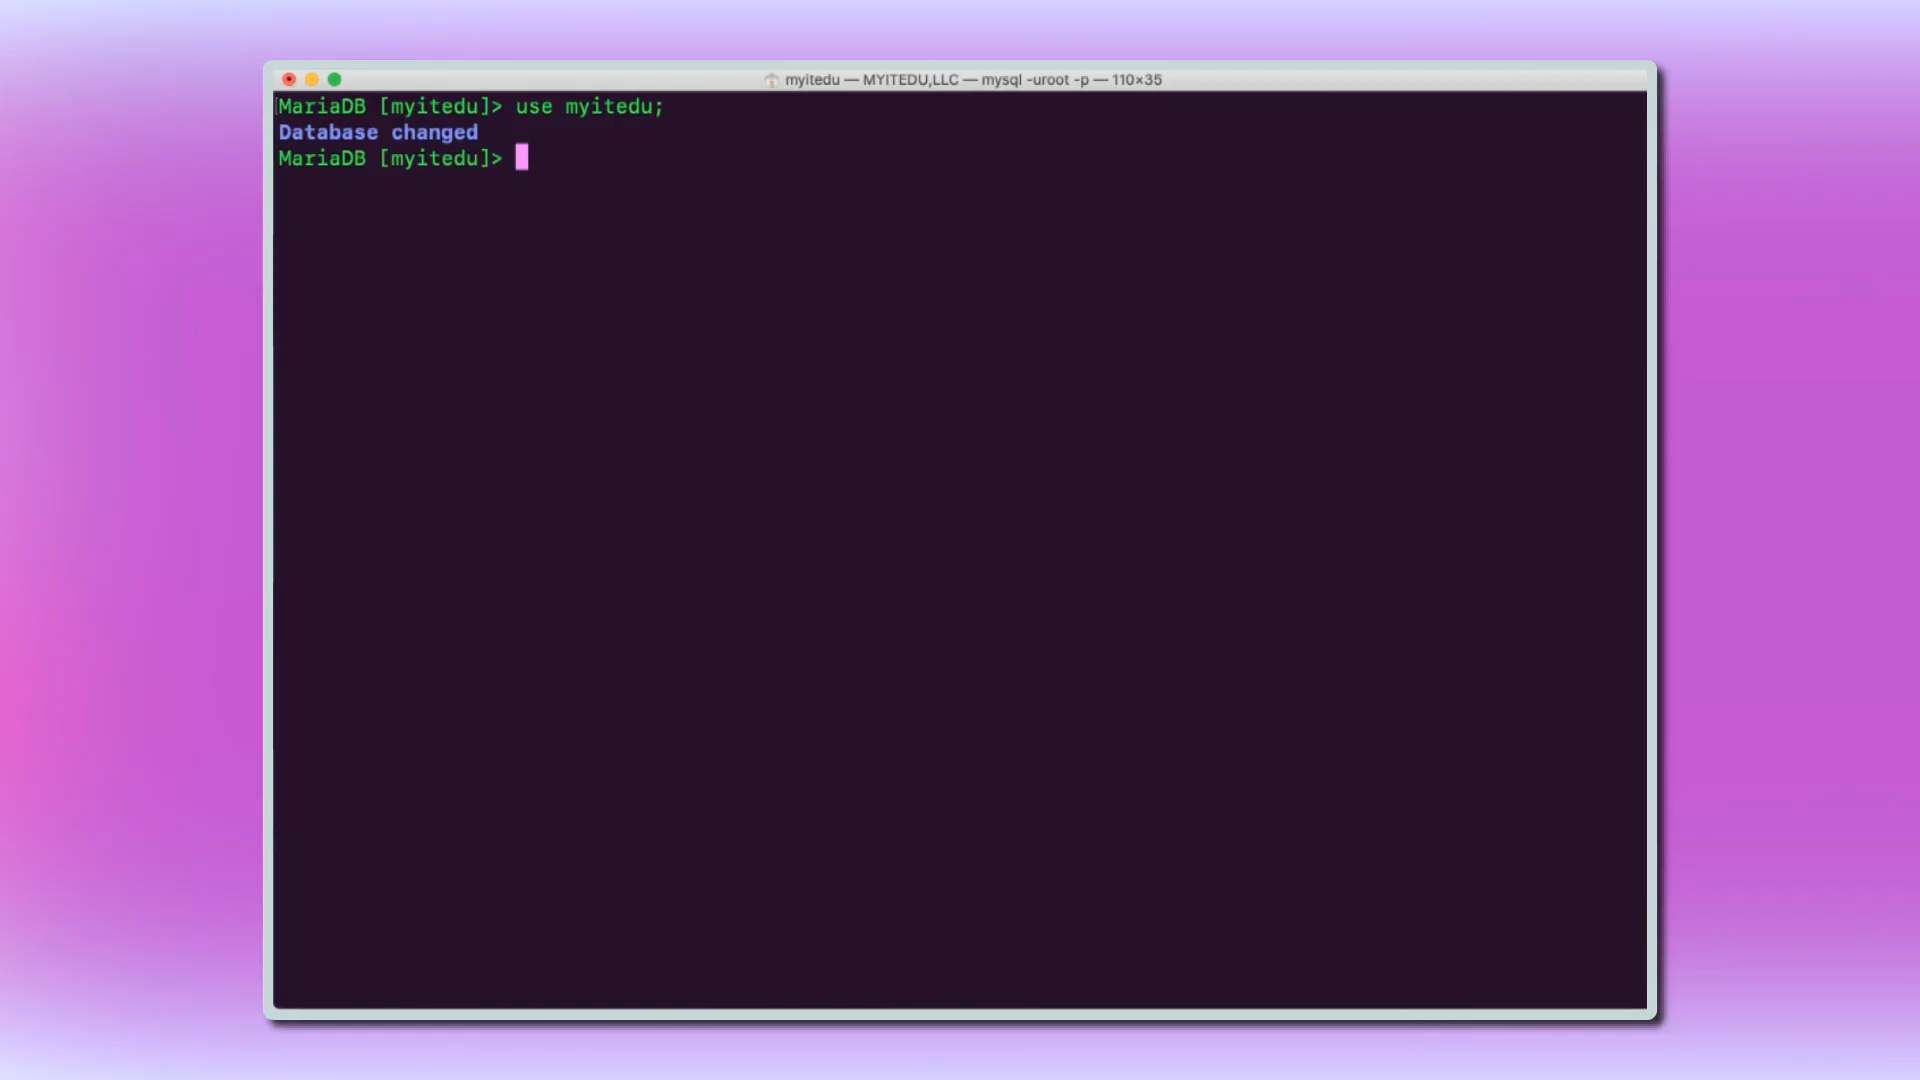 myitedu — MYITEDU,LLC — mysql -uroot -p — 110×35
MariaDB [myitedu]> use myitedu;
Database changed
MariaDB [myitedu]>